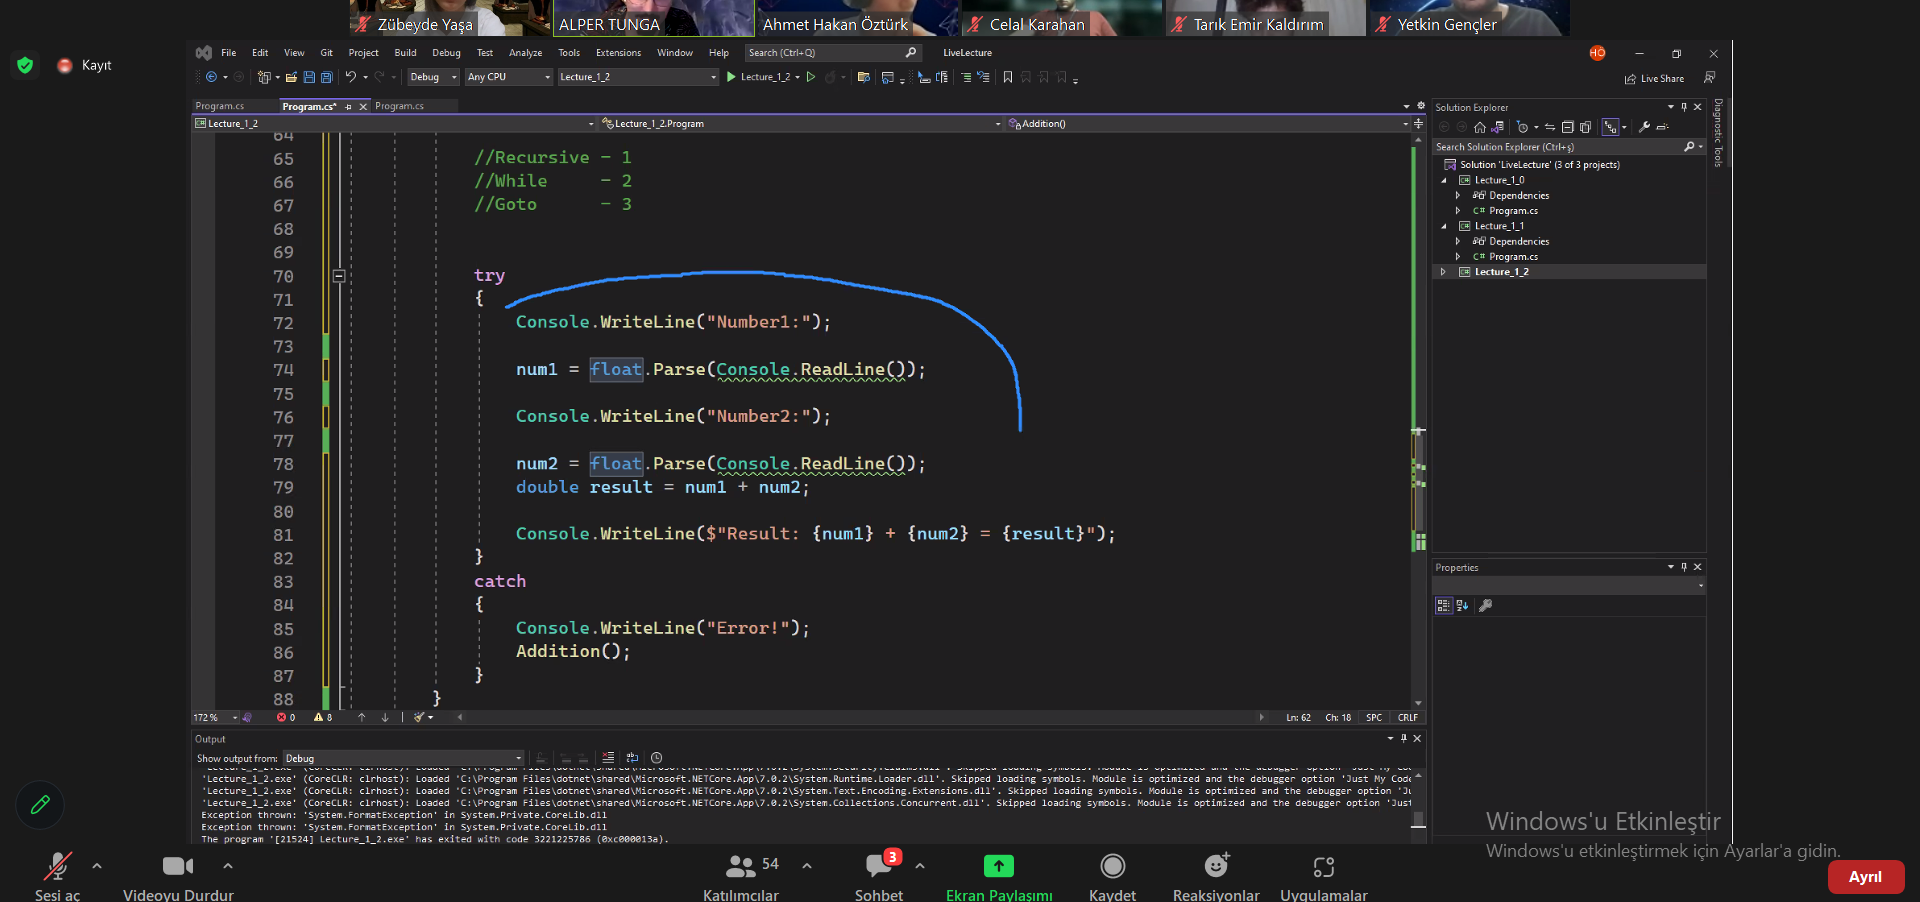 Zübeyde Yaşa
ALPER TUNGA
Ahmet Hakan Öztürk
Celal Karahan
Tarık Emir Kaldırım
Yetkin Gençler
Kayıt
File Edit View Git Project Build Debug Test Analyze Tools Extensions Window Help Search (Ctrl+Q) LiveLecture HÖ
Debug Any CPU Lecture_1_2 Lecture_1_2 Live Share
Program.cs Program.cs* Program.cs
Lecture_1_2 Lecture_1_2.Program Addition()
64
65 //Recursive - 1
66 //While - 2
67 //Goto - 3
68
69
70 try
71 {
72 Console.WriteLine("Number1:");
73
74 num1 = float.Parse(Console.ReadLine());
75
76 Console.WriteLine("Number2:");
77
78 num2 = float.Parse(Console.ReadLine());
79 double result = num1 + num2;
80
81 Console.WriteLine($"Result: {num1} + {num2} = {result}");
82 }
83 catch
84 {
85 Console.WriteLine("Error!");
86 Addition();
87 }
88 }
172 % 0 8 Ln: 62 Ch: 18 SPC CRLF
Solution Explorer
Search Solution Explorer (Ctrl+ş)
Solution 'LiveLecture' (3 of 3 projects)
Lecture_1_0
Dependencies
C# Program.cs
Lecture_1_1
Dependencies
C# Program.cs
Lecture_1_2
Diagnostic Tools
Properties
Output
Show output from: Debug
'Lecture_1_2.exe' (CoreCLR: clrhost): Loaded 'C:\Program Files\dotnet\shared\Microsoft.NETCore.App\7.0.2\System.Runtime.Loader.dll'. Skipped loading symbols. Module is optimized and the debugger option 'Just My Code
'Lecture_1_2.exe' (CoreCLR: clrhost): Loaded 'C:\Program Files\dotnet\shared\Microsoft.NETCore.App\7.0.2\System.Text.Encoding.Extensions.dll'. Skipped loading symbols. Module is optimized and the debugger option 'Ju
'Lecture_1_2.exe' (CoreCLR: clrhost): Loaded 'C:\Program Files\dotnet\shared\Microsoft.NETCore.App\7.0.2\System.Collections.Concurrent.dll'. Skipped loading symbols. Module is optimized and the debugger option 'Just
Exception thrown: 'System.FormatException' in System.Private.CoreLib.dll
Exception thrown: 'System.FormatException' in System.Private.CoreLib.dll
The program '[21524] Lecture_1_2.exe' has exited with code 3221225786 (0xc000013a).
Windows'u Etkinleştir
Windows'u etkinleştirmek için Ayarlar'a gidin.
54 3
Sesi aç Videoyu Durdur Katılımcılar Sohbet Ekran Paylaşımı Kaydet Reaksiyonlar Uygulamalar
Ayrıl